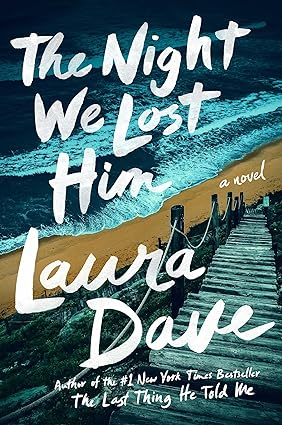 The Night
We Lost
Him
a novel
Laura
Dave
Author of the #1 New York Times Bestseller
The Last Thing He Told Me